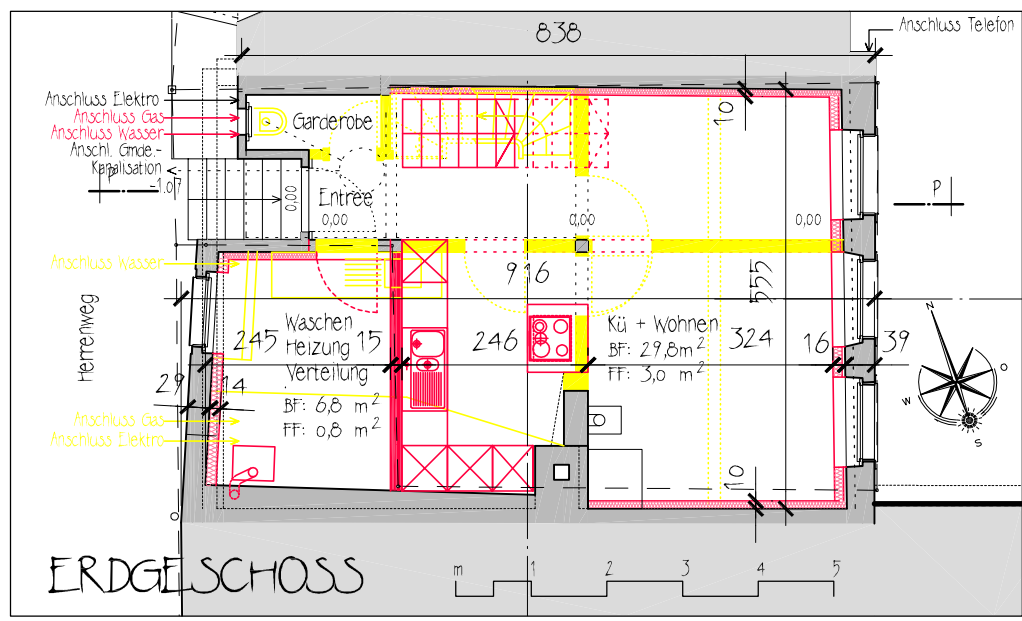 838
Anschluss Telefon
Anschluss Elektro
Anschluss Gas
Anschluss Wasser
Anschl. Gmde.-
Kanalisation
Garderobe
10
P
-1.07
0,00
Entree
0,00
0,00
0,00
P
Anschluss Wasser
916
555
Herrenweg
245
Waschen
Heizung
Verteilung
BF: 6,8 m²
FF: 0,8 m²
15
246
Kü + Wohnen
BF: 29,8m²
FF: 3,0 m²
324
16
39
29
14
N
O
W
S
Anschluss Gas
Anschluss Elektro
10
ERDGESCHOSS
m
1
2
3
4
5